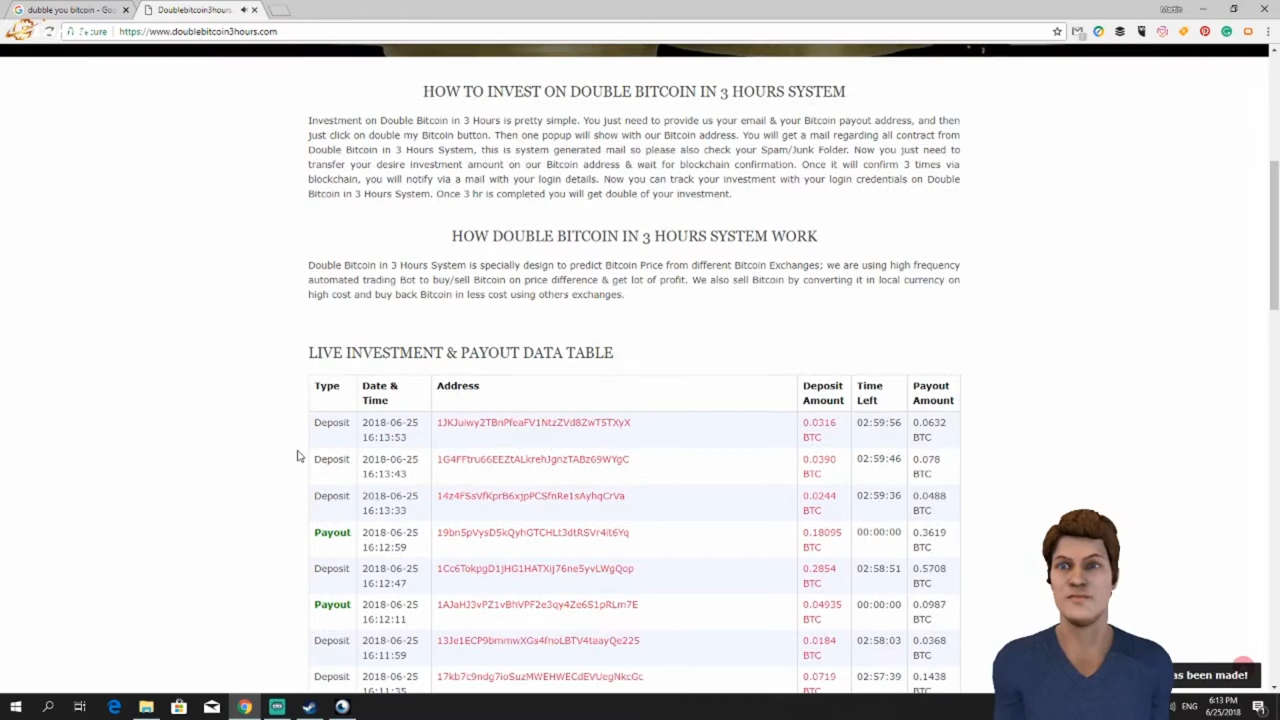 dubble you bitcoin - Goo
Doublebitcoin3hours
Martin
Secure
https://www.doublebitcoin3hours.com
HOW TO INVEST ON DOUBLE BITCOIN IN 3 HOURS SYSTEM
Investment on Double Bitcoin in 3 Hours is pretty simple. You just need to provide us your email & your Bitcoin payout address, and then
just click on double my Bitcoin button. Then one popup will show with our Bitcoin address. You will get a mail regarding all contract from
Double Bitcoin in 3 Hours System, this is system generated mail so please also check your Spam/Junk Folder. Now you just need to
transfer your desire investment amount on our Bitcoin address & wait for blockchain confirmation. Once it will confirm 3 times via
blockchain, you will notify via a mail with your login details. Now you can track your investment with your login credentials on Double
Bitcoin in 3 Hours System. Once 3 hr is completed you will get double of your investment.
HOW DOUBLE BITCOIN IN 3 HOURS SYSTEM WORK
Double Bitcoin in 3 Hours System is specially design to predict Bitcoin Price from different Bitcoin Exchanges; we are using high frequency
automated trading Bot to buy/sell Bitcoin on price difference & get lot of profit. We also sell Bitcoin by converting it in local currency on
high cost and buy back Bitcoin in less cost using others exchanges.
LIVE INVESTMENT & PAYOUT DATA TABLE
Type Date & Time Address Deposit Amount Time Left Payout Amount
Deposit 2018-06-25 16:13:53 0.0316 BTC 02:59:56 0.0632 BTC
Deposit 2018-06-25 16:13:43 0.0390 BTC 02:59:46 0.078 BTC
Deposit 2018-06-25 16:13:33 0.0244 BTC 02:59:36 0.0488 BTC
Payout 2018-06-25 16:12:59 0.18095 BTC 00:00:00 0.3619 BTC
Deposit 2018-06-25 16:12:47 0.2854 BTC 02:58:51 0.5708 BTC
Payout 2018-06-25 16:12:11 0.04935 BTC 00:00:00 0.0987 BTC
Deposit 2018-06-25 16:11:59 0.0184 BTC 02:58:03 0.0368 BTC
Deposit 2018-06-25 16:11:35 0.0719 BTC 02:57:39 0.1438 BTC
as been made!
ENG
6:13 PM
6/25/2018